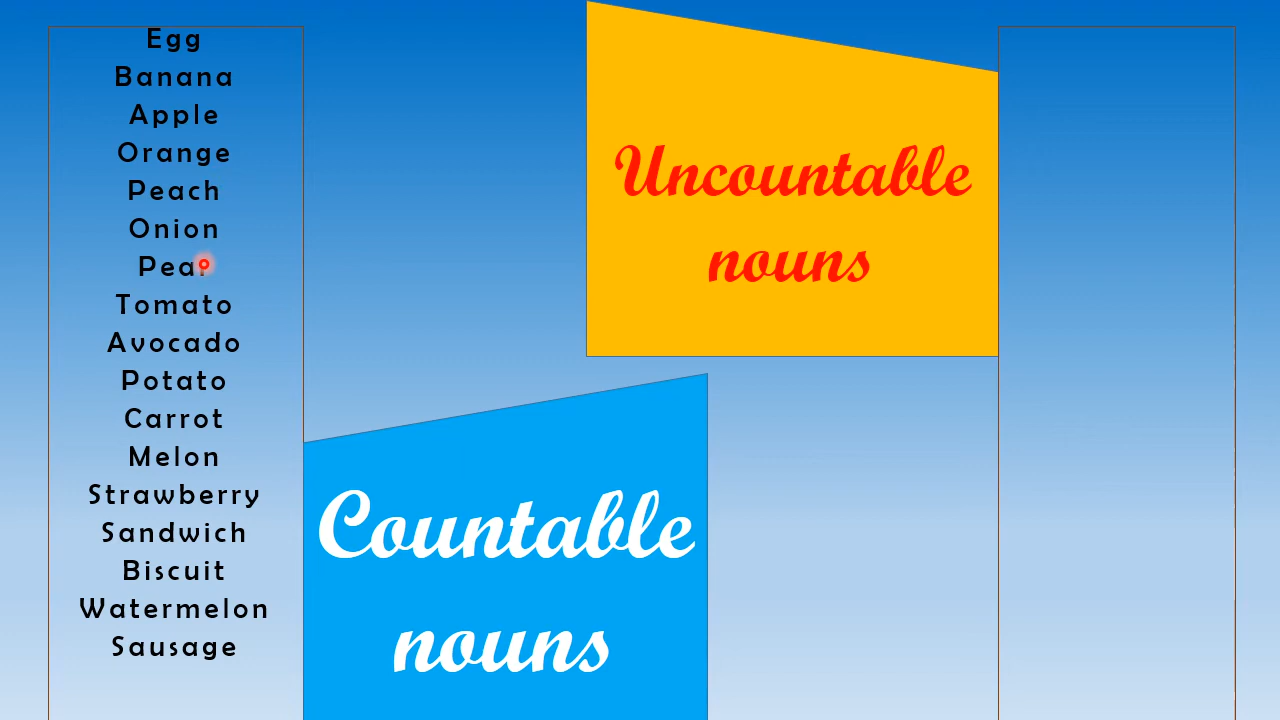 Egg
Banana
Apple
Orange
Peach
Onion
Pear
Tomato
Avocado
Potato
Carrot
Melon
Strawberry
Sandwich
Biscuit
Watermelon
Sausage
Uncountable
nouns
Countable
nouns